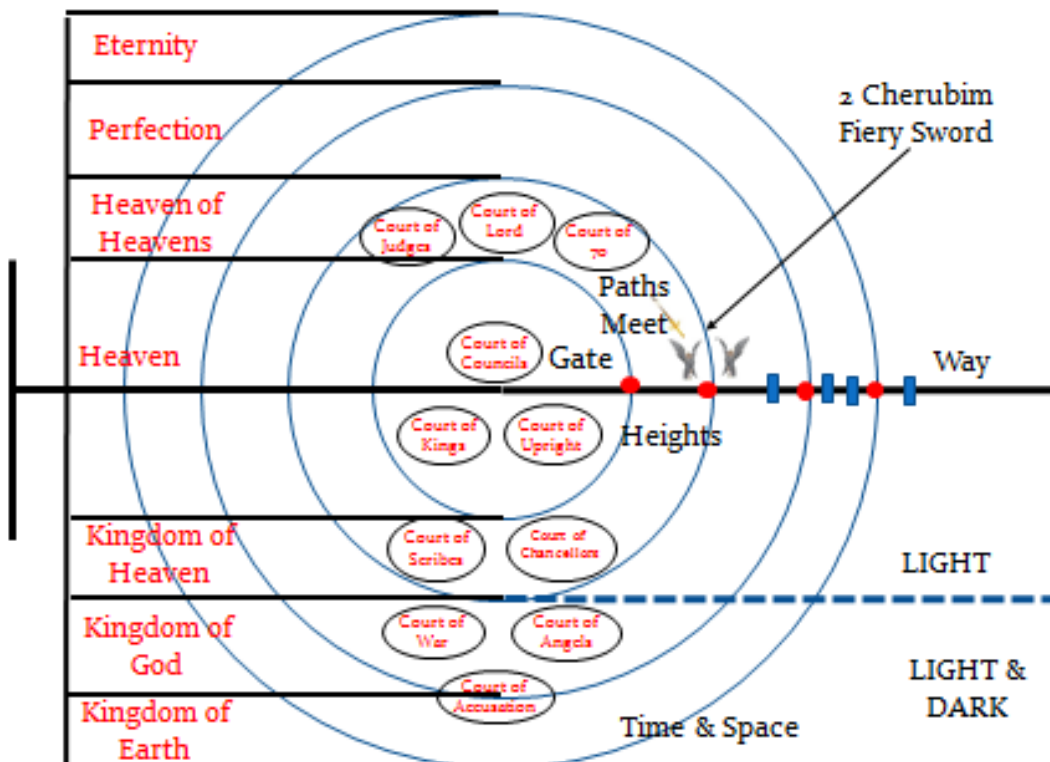 Eternity
Perfection
Heaven of
Heavens
Heaven
Kingdom of
Heaven
Kingdom of
God
Kingdom of
Earth
2 Cherubim
Fiery Sword
Court of
Judges
Court of
Lord
Court of
70
Paths
Meet
Court of
Councils
Gate
Way
Court of
Kings
Court of
Upright
Heights
Court of
Scribes
Court of
Chancellors
LIGHT
Court of
War
Court of
Angels
LIGHT &
DARK
Court of
Accusation
Time & Space